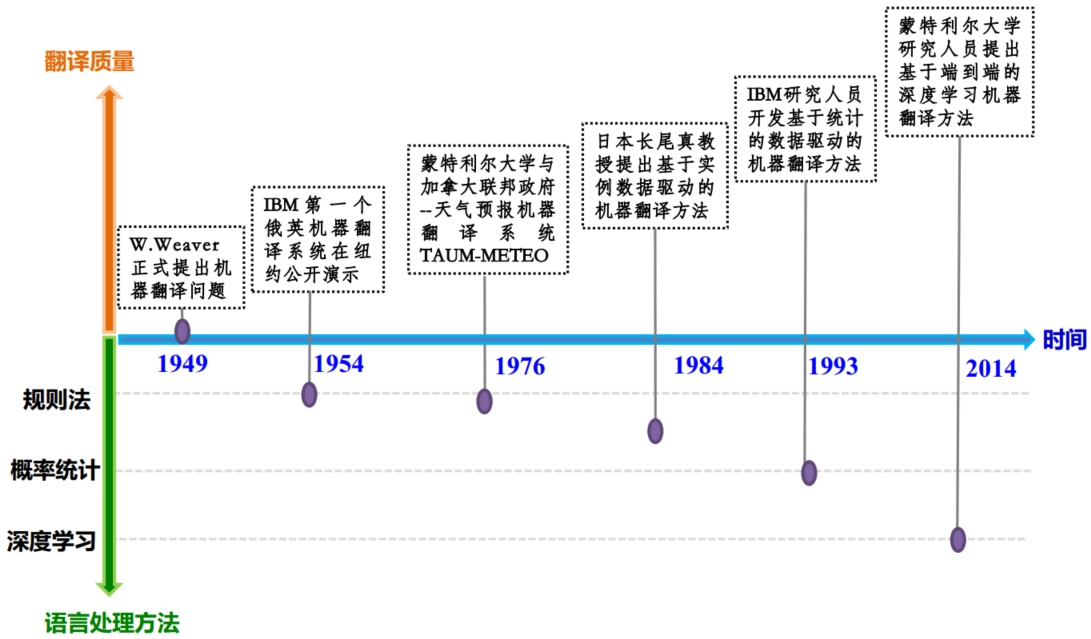 翻译质量
W.Weaver
正式提出机
器翻译问题
IBM 第一个
俄英机器翻
译系统在纽
约公开演示
蒙特利尔大学与
加拿大联邦政府
--天气预报机器
翻译系统
TAUM-METEO
日本长尾真教
授提出基于实
例数据驱动的
机器翻译方法
IBM研究人员
开发基于统计
的数据驱动的
机器翻译方法
蒙特利尔大学
研究人员提出
基于端到端的
深度学习机器
翻译方法
时间
1949
1954
1976
1984
1993
2014
规则法
概率统计
深度学习
语言处理方法